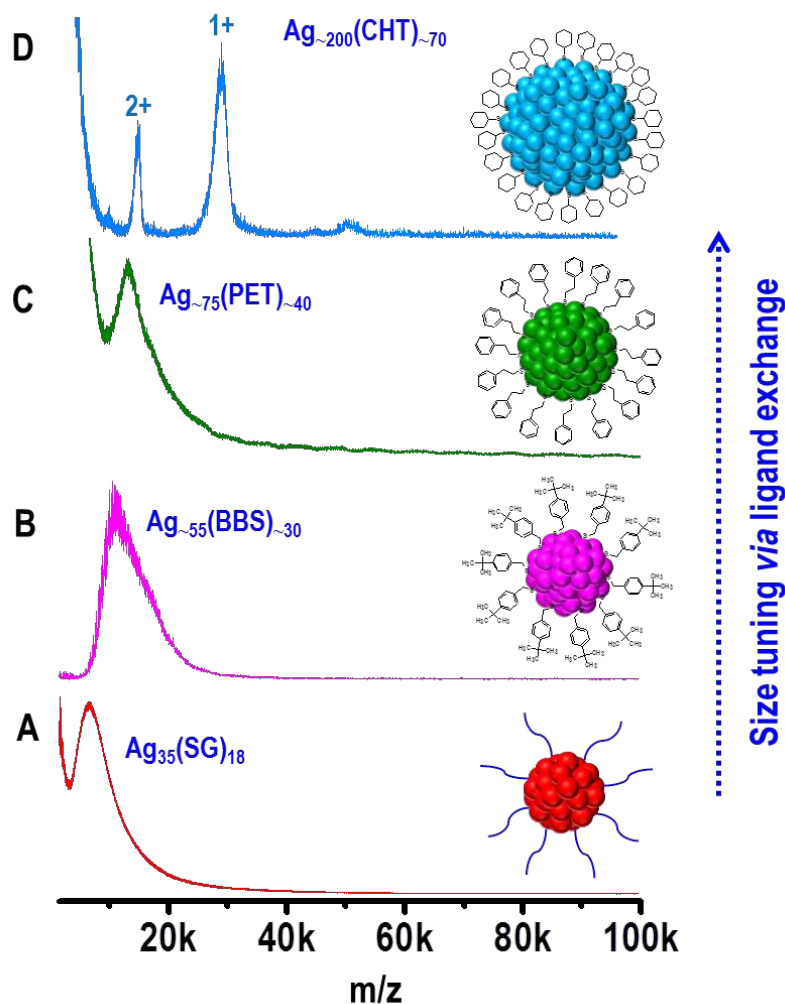 D
2+
1+
Ag~200(CHT)~70
C
Ag~75(PET)~40
B
Ag~55(BBS)~30
A
Ag35(SG)18
Size tuning via ligand exchange
20k 40k 60k 80k 100k
m/z